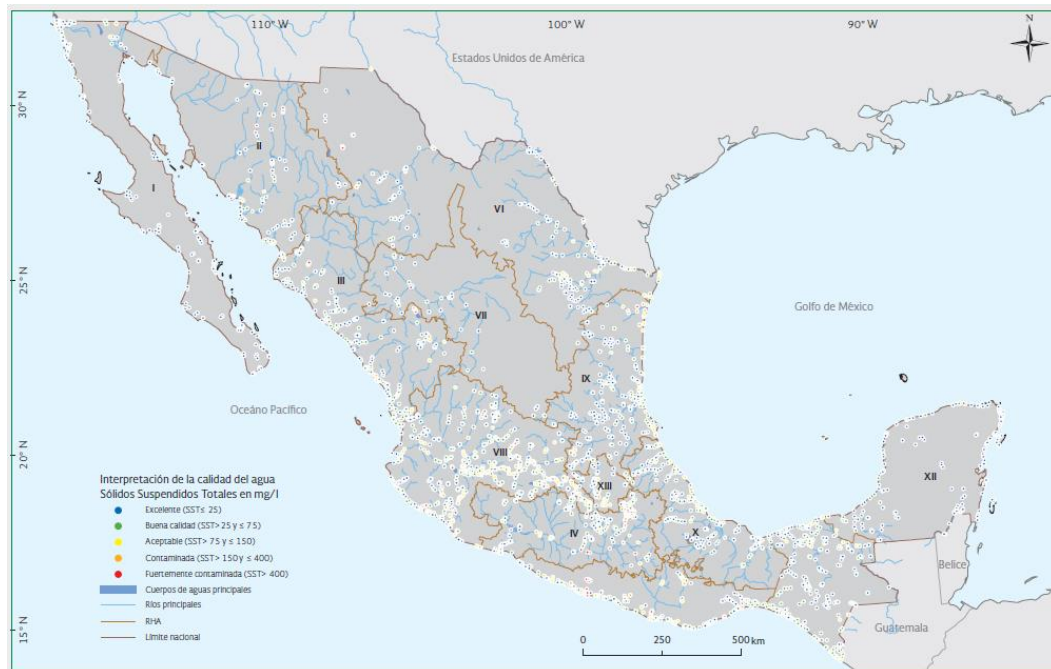 110° W
100° W
90° W
N
Estados Unidos de América
30° N
II
I
VI
25° N
III
Golfo de México
VII
IX
Oceáno Pacífico
20° N
VIII
XII
XIII
Interpretación de la calidad del agua
Sólidos Suspendidos Totales en mg/l
Excelente (SST≤ 25)
Buena calidad (SST> 25 y ≤ 75)
Aceptable (SST> 75 y ≤ 150)
Contaminada (SST> 150 y ≤ 400)
Fuertemente contaminada (SST> 400)
Cuerpos de aguas principales
Ríos principales
RHA
Límite nacional
IV
X
Belice
Guatemala
15° N
0 250 500 km